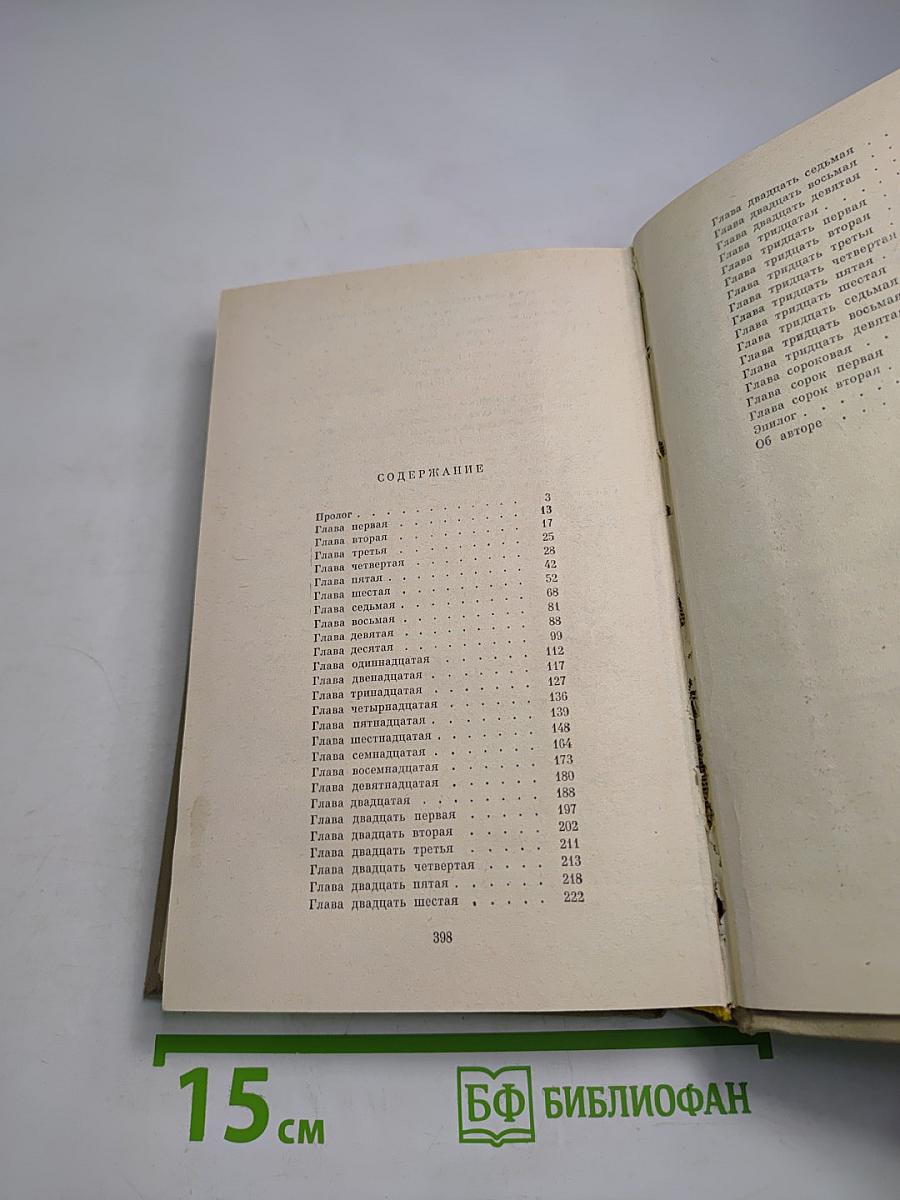 СОДЕРЖАНИЕ
Пролог . . . . . . . . . . . . 3
Глава первая . . . . . . . . . . 13
Глава вторая . . . . . . . . . . 17
Глава третья . . . . . . . . . . 25
Глава четвертая . . . . . . . . . 28
Глава пятая . . . . . . . . . . 42
Глава шестая . . . . . . . . . . 52
Глава седьмая . . . . . . . . . . 68
Глава восьмая . . . . . . . . . . 81
Глава девятая . . . . . . . . . . 88
Глава десятая . . . . . . . . . . 99
Глава одиннадцатая . . . . . . . 112
Глава двенадцатая . . . . . . . . 117
Глава тринадцатая . . . . . . . . 127
Глава четырнадцатая . . . . . . . 136
Глава пятнадцатая . . . . . . . . 139
Глава шестнадцатая . . . . . . . . 148
Глава семнадцатая . . . . . . . . 164
Глава восемнадцатая . . . . . . . 173
Глава девятнадцатая . . . . . . . 180
Глава двадцатая . . . . . . . . 188
Глава двадцать первая . . . . . 197
Глава двадцать вторая . . . . . 202
Глава двадцать третья . . . . . 211
Глава двадцать четвертая . . . . 213
Глава двадцать пятая . . . . . . 218
Глава двадцать шестая . . . . . 222
398
Глава двадцать седьмая . .
Глава двадцать восьмая . .
Глава двадцать девятая . .
Глава тридцатая . . . . .
Глава тридцать первая . .
Глава тридцать вторая . .
Глава тридцать третья . .
Глава тридцать четвертая
Глава тридцать пятая . .
Глава тридцать шестая
Глава тридцать седьмая
Глава тридцать восьмая
Глава тридцать девятая
Глава сороковая . . .
Глава сорок первая
Глава сорок вторая .
Эпилог . . . . . .
Об авторе . . .
15 см
БФ БИБЛИОФАН